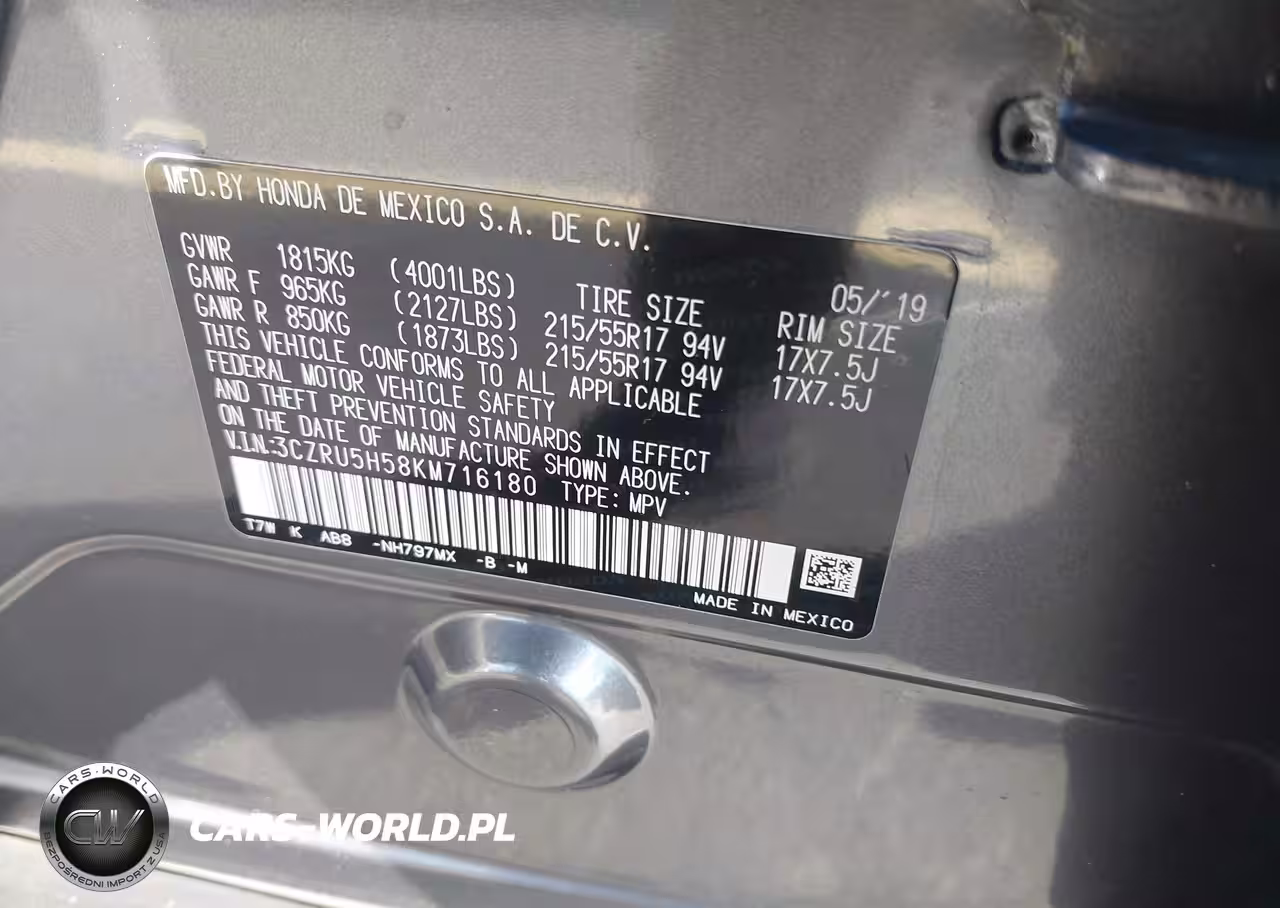 MFD.BY HONDA DE MEXICO S.A. DE C.V.
05/'19
GVWR 1815KG (4001LBS) TIRE SIZE RIM SIZE
GAWR F 965KG (2127LBS) 215/55R17 94V 17X7.5J
GAWR R 850KG (1873LBS) 215/55R17 94V 17X7.5J
THIS VEHICLE CONFORMS TO ALL APPLICABLE
FEDERAL MOTOR VEHICLE SAFETY
AND THEFT PREVENTION STANDARDS IN EFFECT
ON THE DATE OF MANUFACTURE SHOWN ABOVE.
V.I.N:3CZRU5H58KM716180 TYPE: MPV
T7W K AB8 -NH797MX -B -M
MADE IN MEXICO
CARS-WORLD
CW
BEZPOŚREDNI IMPORT Z USA
CARS-WORLD.PL